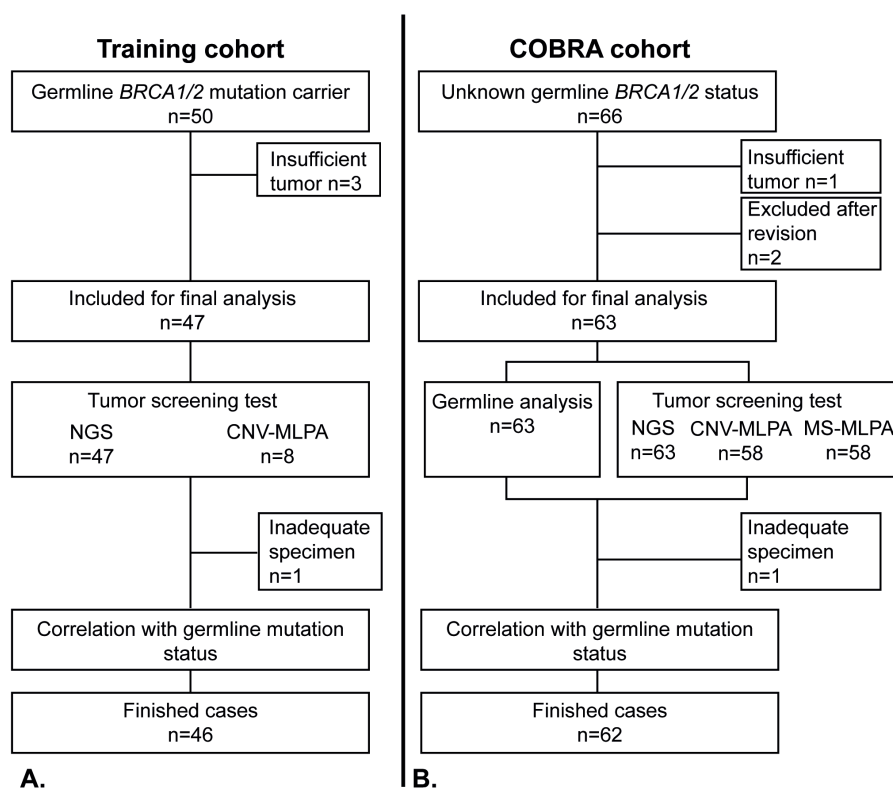 Training cohort
Germline BRCA1/2 mutation carrier
n=50
Insufficient
tumor n=3
Included for final analysis
n=47
Tumor screening test
NGS
n=47
CNV-MLPA
n=8
Inadequate
specimen
n=1
Correlation with germline mutation
status
Finished cases
n=46
A.
COBRA cohort
Unknown germline BRCA1/2 status
n=66
Insufficient
tumor n=1
Excluded after
revision
n=2
Included for final analysis
n=63
Germline analysis
n=63
Tumor screening test
NGS
n=63
CNV-MLPA
n=58
MS-MLPA
n=58
Inadequate
specimen
n=1
Correlation with germline mutation
status
Finished cases
n=62
B.